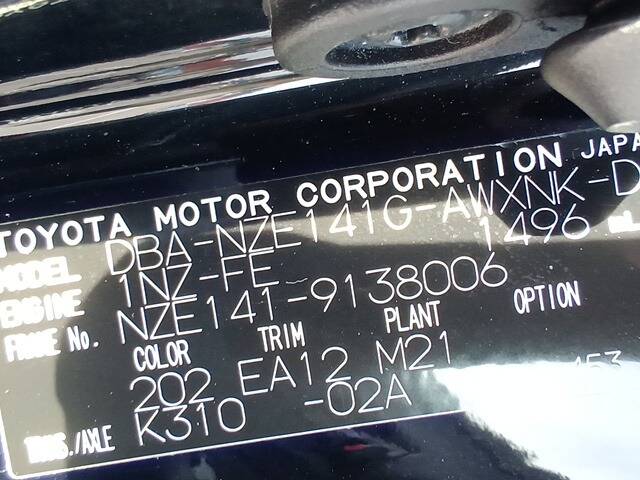 TOYOTA MOTOR CORPORATION JAPA
MODEL DBA-NZE141G-AWXNK-D
ENGINE 1NZ-FE 1496
FRAME No. NZE141-9138006
COLOR TRIM PLANT OPTION
202 EA12 M21
TRANS./AXLE K310 -02A 153